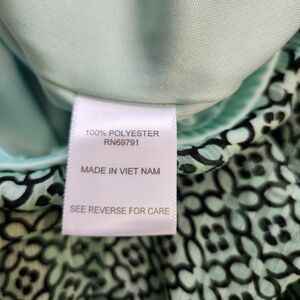 100% POLYESTER
RN69791
MADE IN VIET NAM
SEE REVERSE FOR CARE